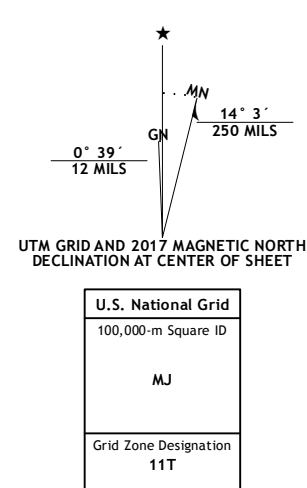 ★
MN
14° 3´
250 MILS
GN
0° 39´
12 MILS
UTM GRID AND 2017 MAGNETIC NORTH
DECLINATION AT CENTER OF SHEET
U.S. National Grid
100,000-m Square ID
MJ
Grid Zone Designation
11T